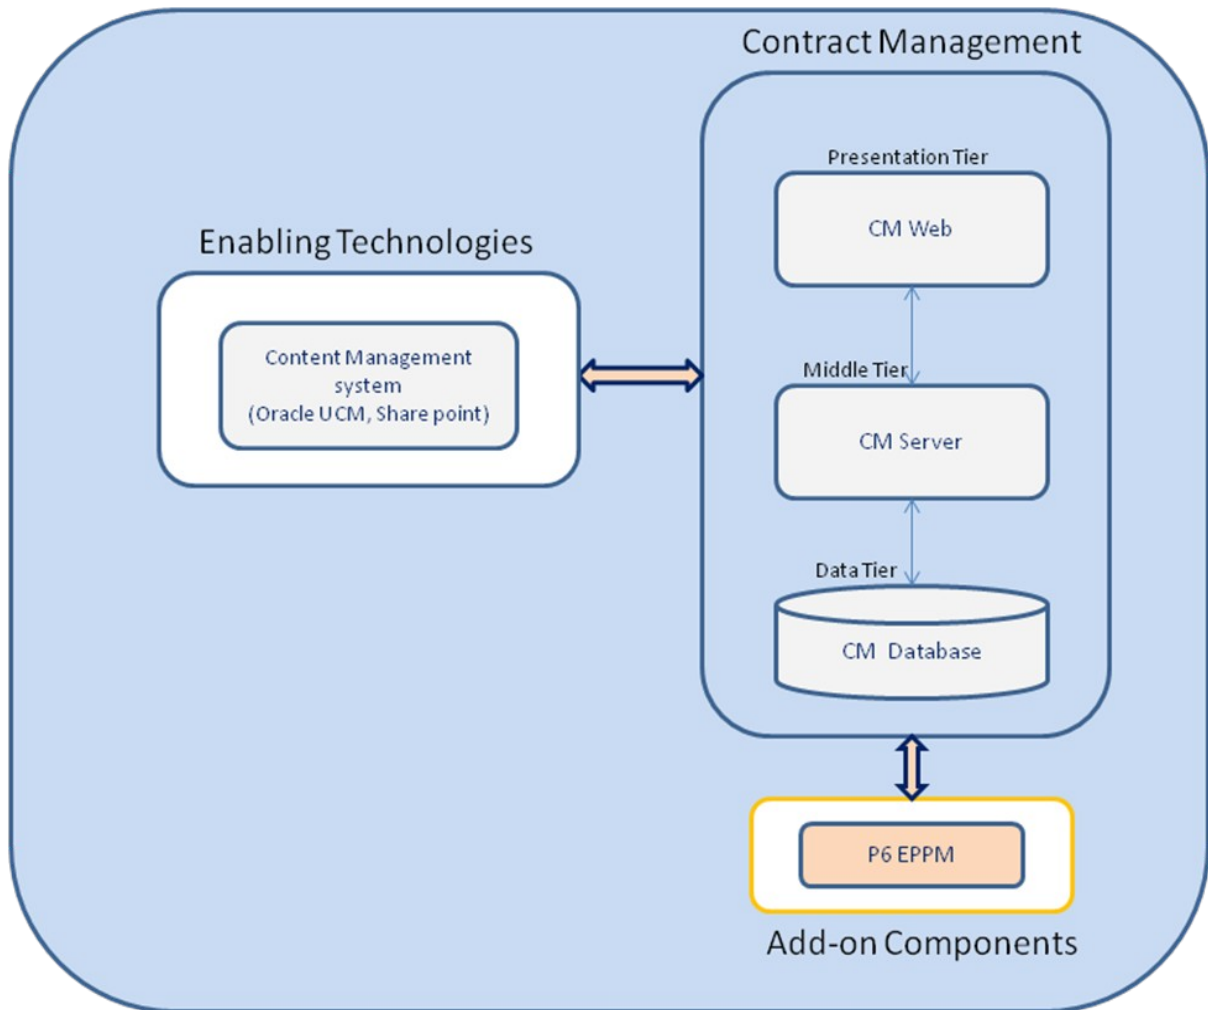 Contract Management
Presentation Tier
CM Web
Enabling Technologies
Content Management
system
(Oracle UCM, Share point)
Middle Tier
CM Server
Data Tier
CM Database
P6 EPPM
Add-on Components